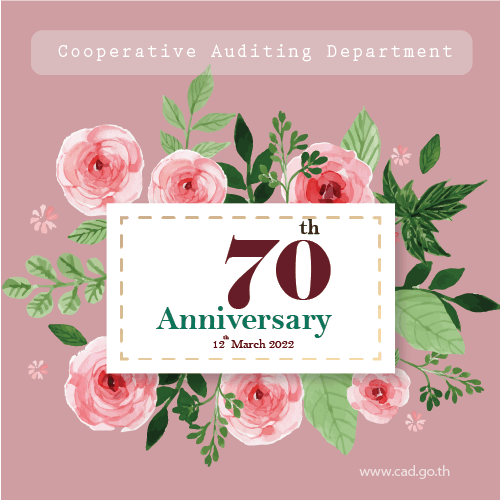 Cooperative Auditing Department
70th
Anniversary
12th March 2022
www.cad.go.th